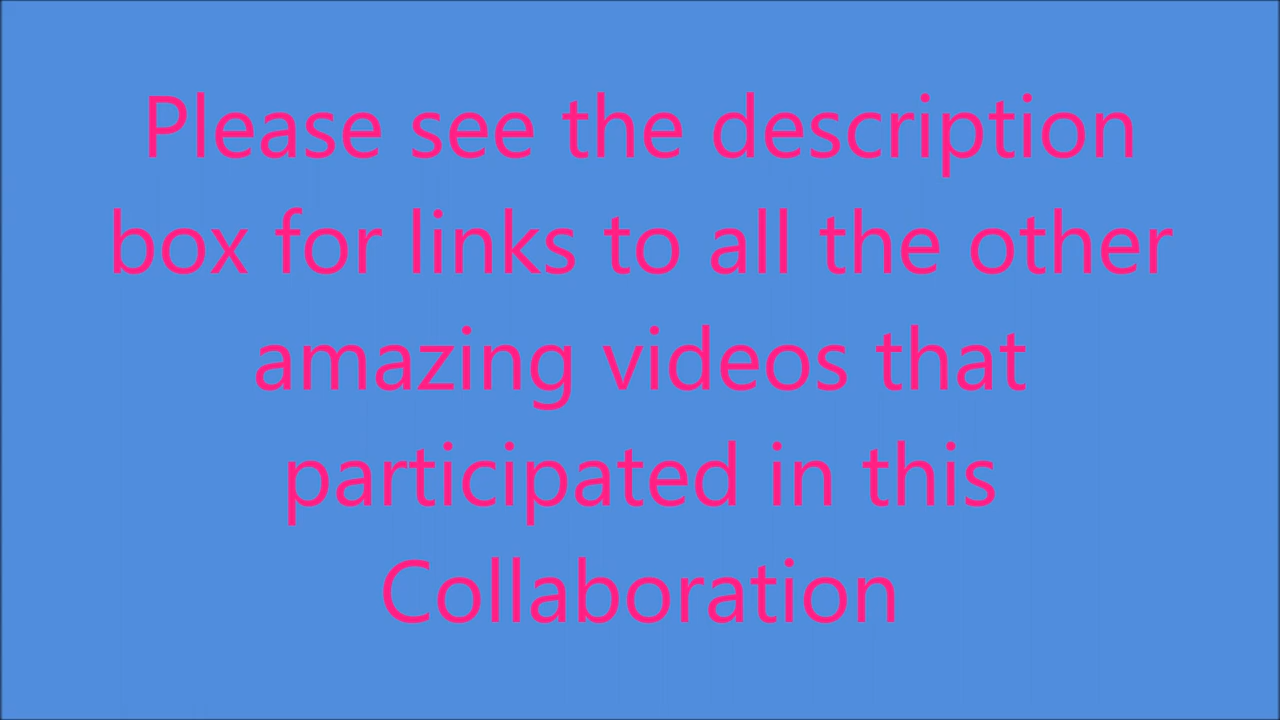 Please see the description
box for links to all the other
amazing videos that
participated in this
Collaboration